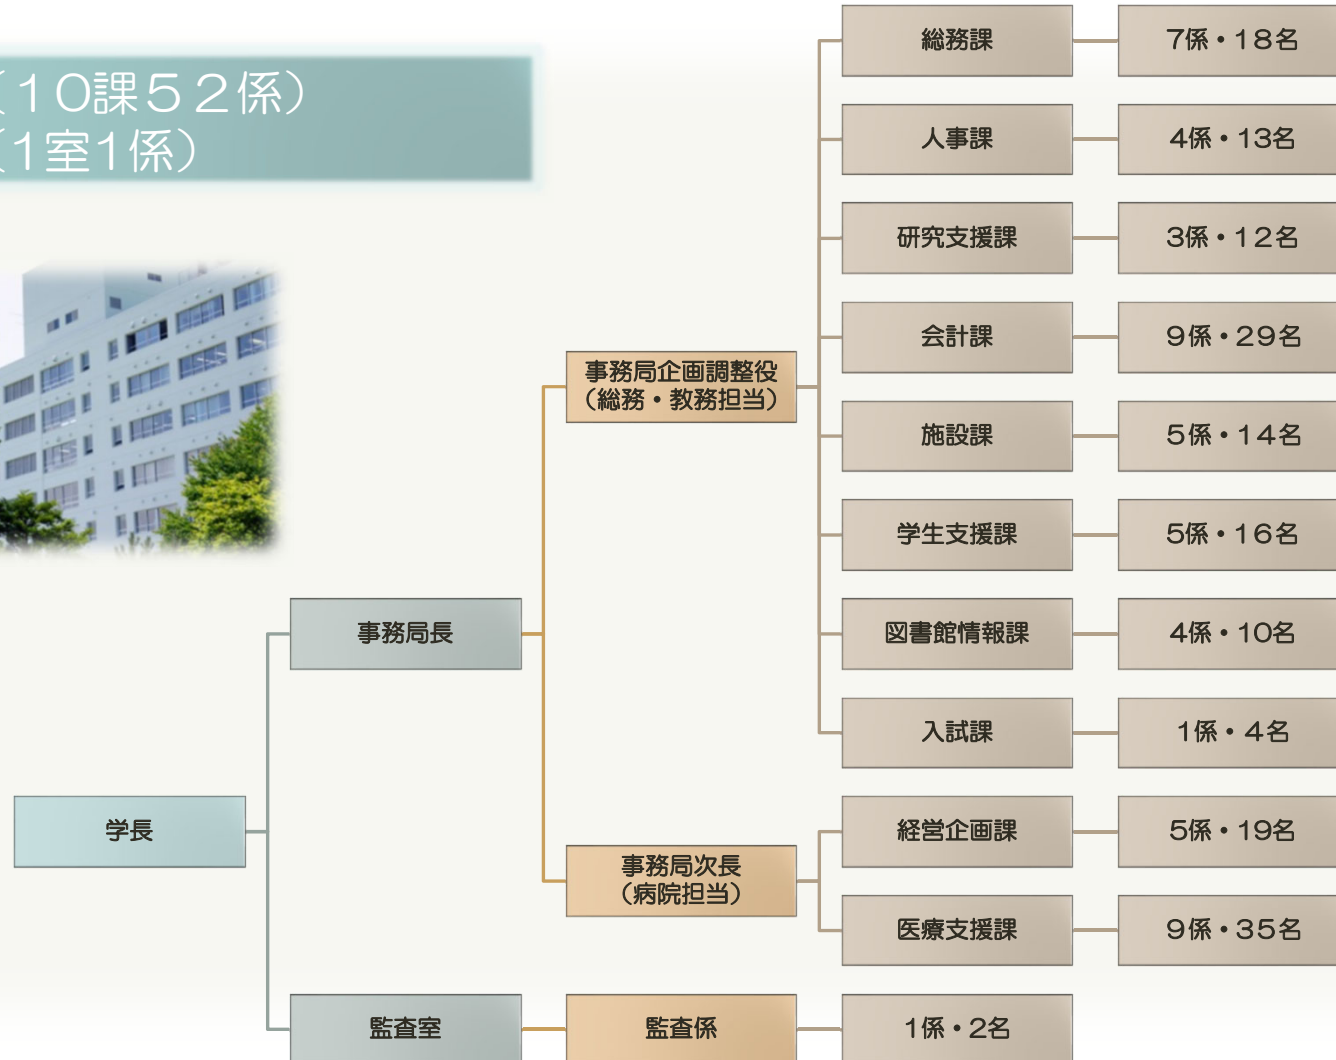 （１０課５２係）
（１室１係）
総務課
７係・１８名
人事課
４係・１３名
研究支援課
３係・１２名
会計課
９係・２９名
事務局企画調整役
（総務・教務担当）
施設課
５係・１４名
学生支援課
５係・１６名
事務局長
図書館情報課
４係・１０名
入試課
１係・４名
学長
経営企画課
５係・１９名
事務局次長
（病院担当）
医療支援課
９係・３５名
監査室
監査係
１係・２名